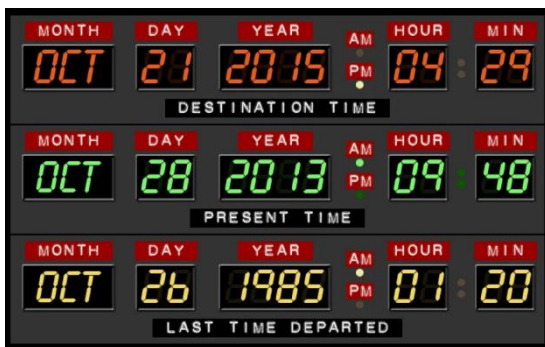 MONTH DAY YEAR AM HOUR MIN
OCT 21 2015 PM 04 : 29
DESTINATION TIME
MONTH DAY YEAR AM HOUR MIN
OCT 28 2013 PM 09 : 48
PRESENT TIME
MONTH DAY YEAR AM HOUR MIN
OCT 26 1985 PM 01 : 20
LAST TIME DEPARTED